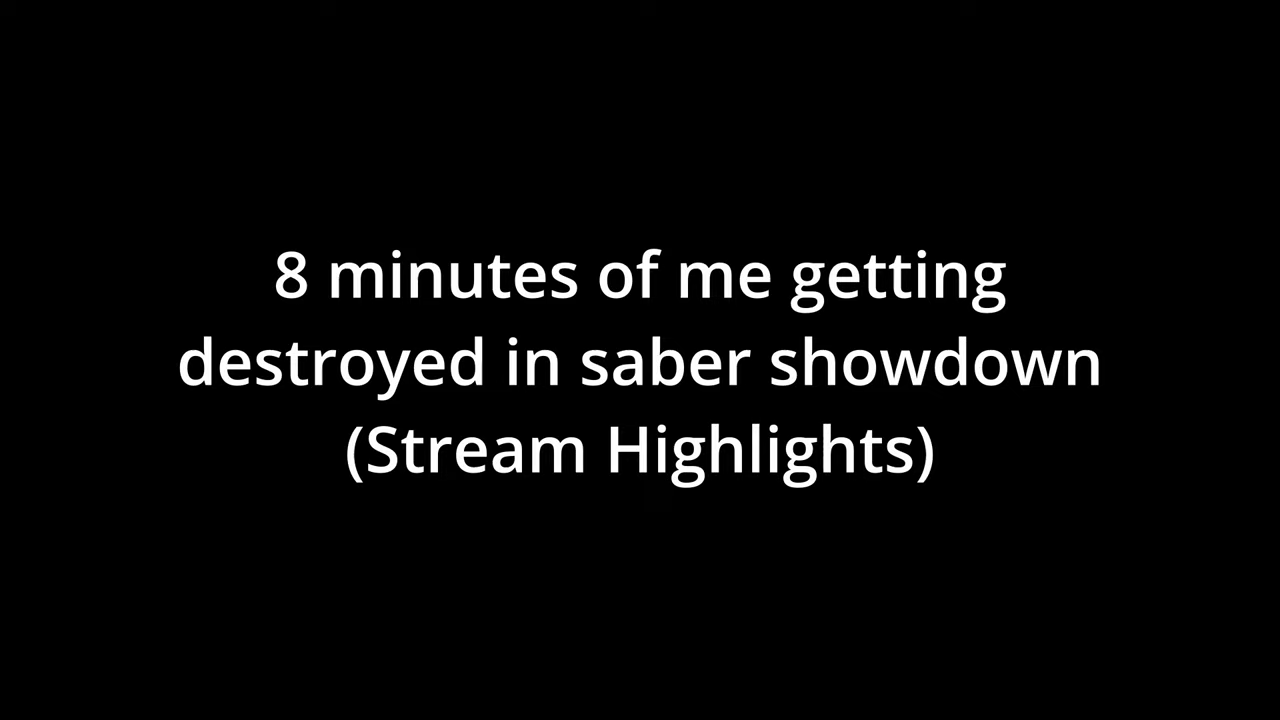 8 minutes of me getting
destroyed in saber showdown
(Stream Highlights)